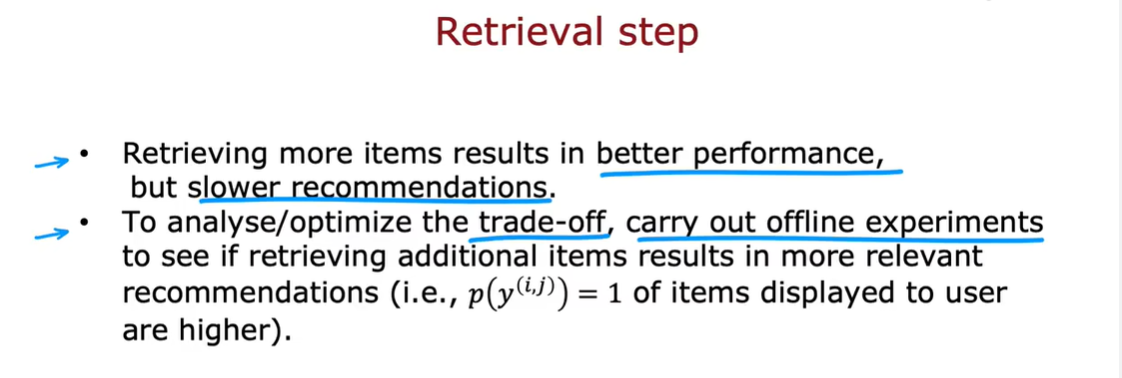 Retrieval step
• Retrieving more items results in better performance,
but slower recommendations.
• To analyse/optimize the trade-off, carry out offline experiments
to see if retrieving additional items results in more relevant
recommendations (i.e., p(y^(i,j)) = 1 of items displayed to user
are higher).